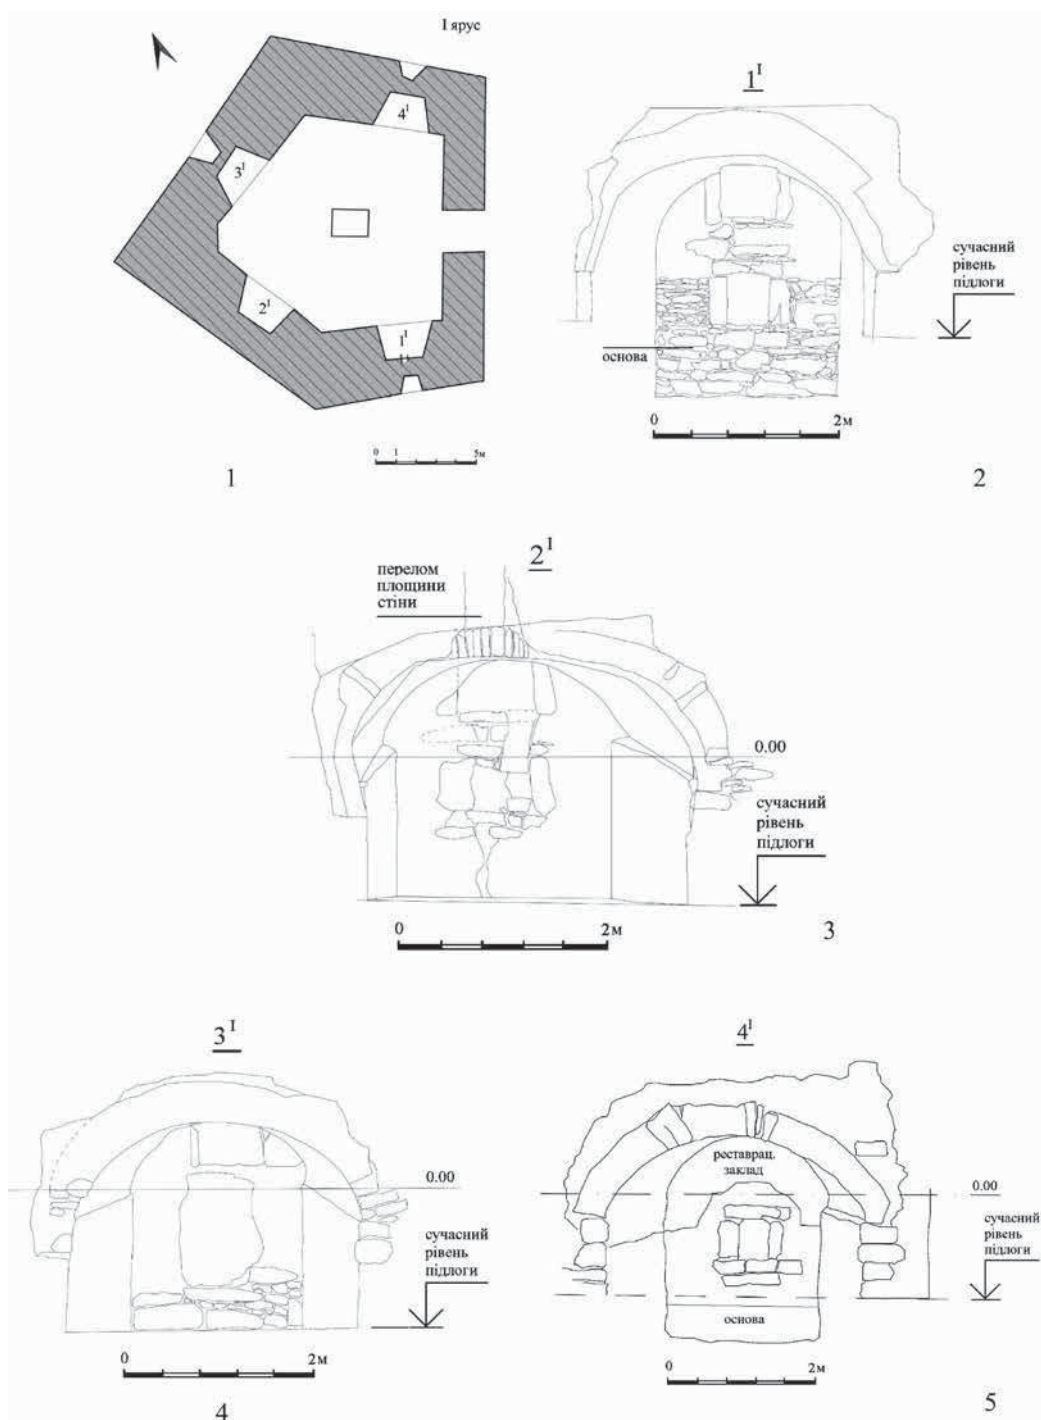 I ярус
4ᴵ
3ᴵ
2ᴵ
1ᴵ
0 1 5м
1
1ᴵ
сучасний
рівень
підлоги
основа
0 2м
2
2ᴵ
перелом
площини
стіни
0.00
сучасний
рівень
підлоги
0 2м
3
3ᴵ
0.00
сучасний
рівень
підлоги
0 2м
4
4ᴵ
реставрац.
заклад
0.00
сучасний
рівень
підлоги
основа
0 2м
5